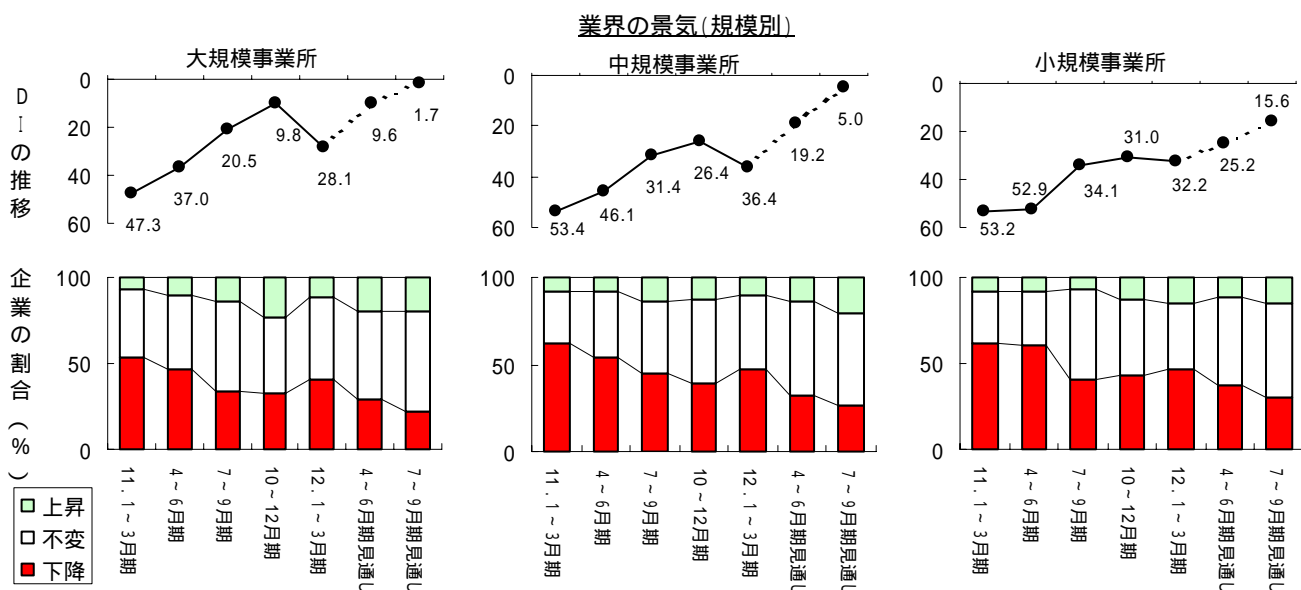 業界の景気(規模別)
大規模事業所
0
20
40
60
47.3
37.0
20.5
9.8
28.1
9.6
1.7
中規模事業所
0
20
40
60
53.4
46.1
31.4
26.4
36.4
19.2
5.0
小規模事業所
0
20
40
60
53.2
52.9
34.1
31.0
32.2
25.2
15.6
DIの推移
企業の割合(%)
100
50
0
11.1~3月期
4~6月期
7~9月期
10~12月期
12.1~3月期
4~6月期見通し
7~9月期見通し
100
50
0
11.1~3月期
4~6月期
7~9月期
10~12月期
12.1~3月期
4~6月期見通し
7~9月期見通し
100
50
0
11.1~3月期
4~6月期
7~9月期
10~12月期
12.1~3月期
4~6月期見通し
7~9月期見通し
上昇
不変
下降